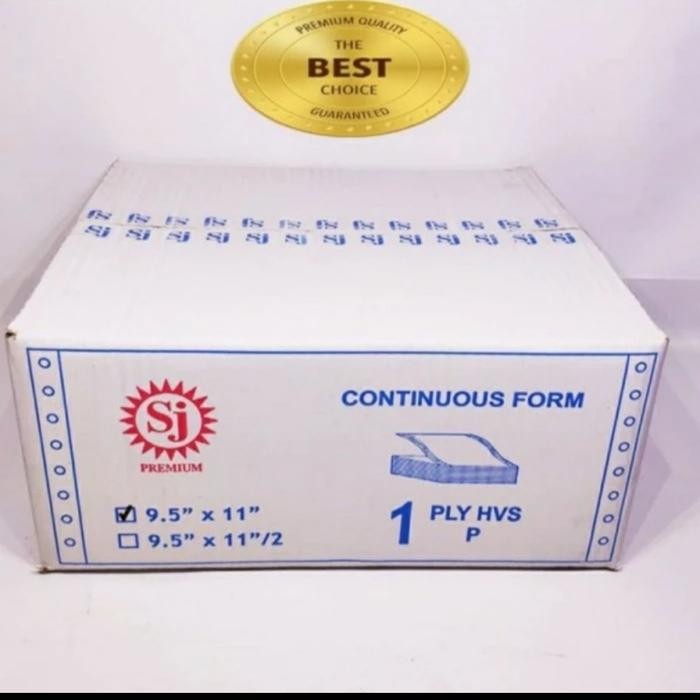 PREMIUM QUALITY
THE
BEST
CHOICE
GUARANTEED
Sj
PREMIUM
CONTINUOUS FORM
9.5” x 11”
9.5” x 11”/2
1 PLY HVS
P